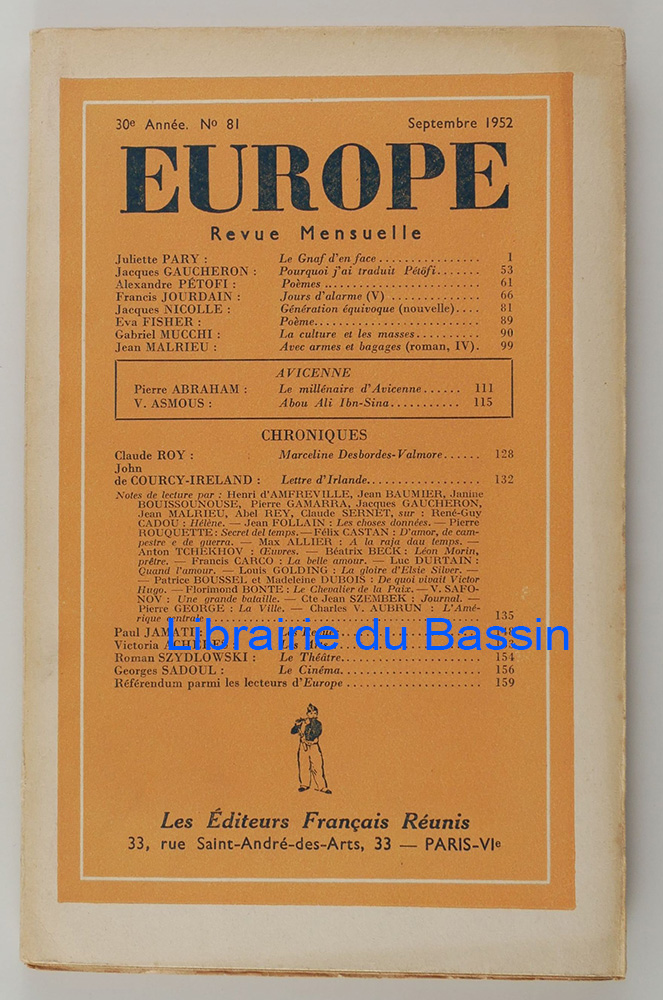 30e Année. No 81 Septembre 1952
EUROPE
Revue Mensuelle
Juliette PARY : Le Gnaf d'en face ................ 1
Jacques GAUCHERON : Pourquoi j'ai traduit Pétöfi....... 53
Alexandre PÉTOFI : Poèmes ......................... 61
Francis JOURDAIN : Jours d'alarme (V) .............. 66
Jacques NICOLLE : Génération équivoque (nouvelle).... 81
Eva FISHER : Poème.......................... 89
Gabriel MUCCHI : La culture et les masses.......... 90
Jean MALRIEU : Avec armes et bagages (roman, IV). 99
AVICENNE
Pierre ABRAHAM : Le millénaire d'Avicenne...... 111
V. ASMOUS : Abou Ali Ibn-Sina........... 115
CHRONIQUES
Claude ROY : Marceline Desbordes-Valmore...... 128
John
de COURCY-IRELAND : Lettre d'Irlande................. 132
Notes de lecture par : Henri d'AMFREVILLE, Jean BAUMIER, Janine
BOUISSOUNOUSE, Pierre GAMARRA, Jacques GAUCHERON,
Jean MALRIEU, Abel REY, Claude SERNET, sur : René-Guy
CADOU : Hélène. — Jean FOLLAIN : Les choses données. — Pierre
ROUQUETTE : Secret del temps. — Félix CASTAN : D'amor, de cam-
pestre e de guerra. — Max ALLIER : A la raja dau temps. —
Anton TCHÉKHOV : Œuvres. — Béatrix BECK : Léon Morin,
prêtre. — Francis CARCO : La belle amour. — Luc DURTAIN :
Quand l'amour. — Louis GOLDING : La gloire d'Elsie Silver. —
— Patrice BOUSSEL et Madeleine DUBOIS : De quoi vivait Victor
Hugo. — Florimond BONTE : Le Chevalier de la Paix. — V. SAFO-
NOV : Une grande bataille. — Cte Jean SZEMBEK : Journal. —
Pierre GEORGE : La Ville. — Charles V. AUBRUN : L'Amé-
rique centrale ............ 135
Paul JAMATI :
Librairie du Bassin
Victoria ACHÈRES :
Roman SZYDLOWSKI : Le Théâtre...................... 154
Georges SADOUL : Le Cinéma...................... 156
Référendum parmi les lecteurs d'Europe .................... 159
Les Éditeurs Français Réunis
33, rue Saint-André-des-Arts, 33 — PARIS-VIe